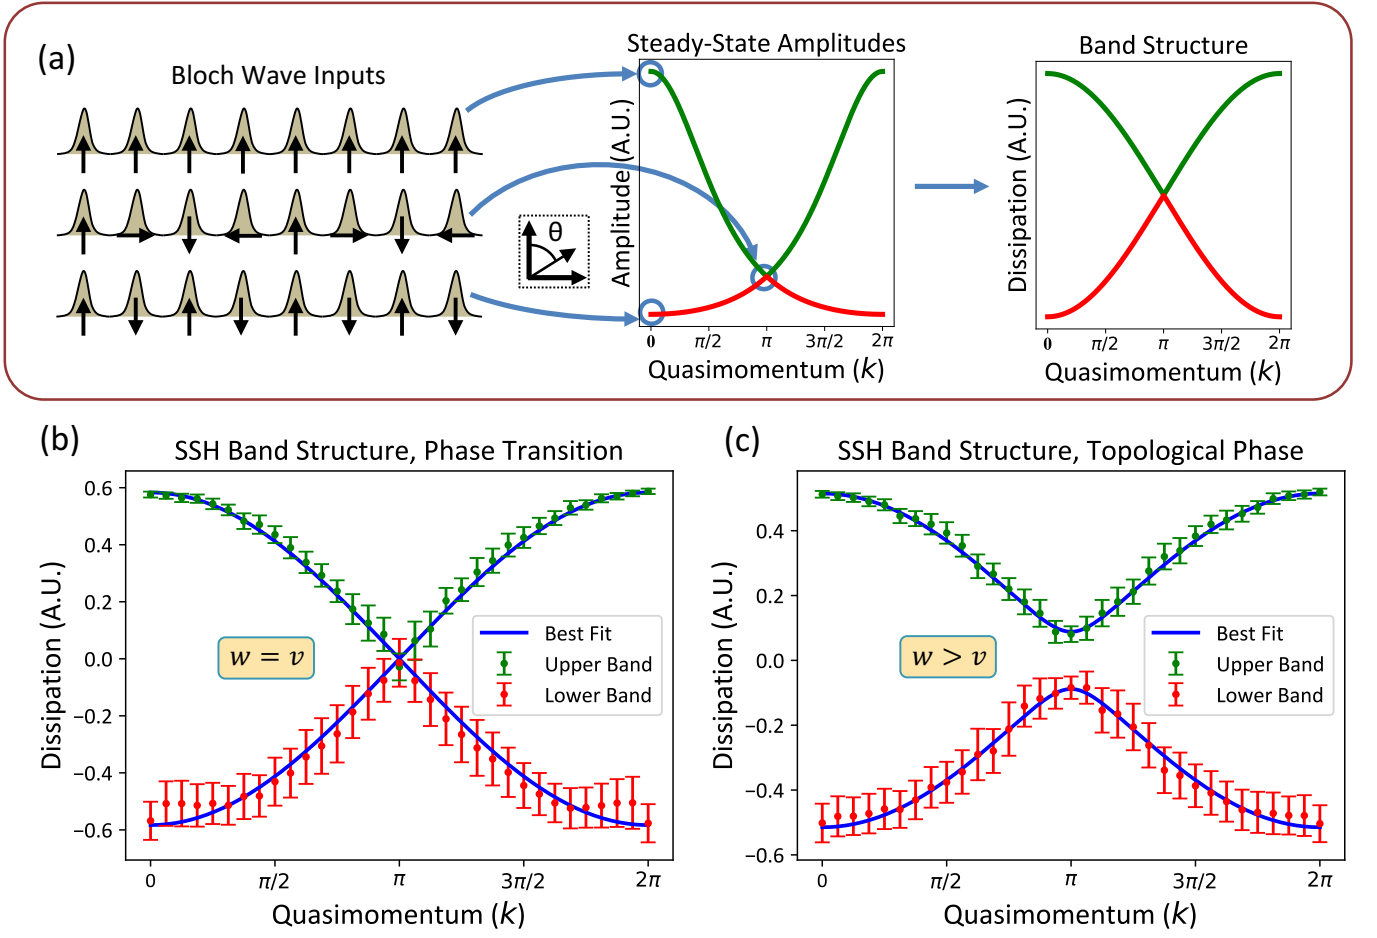 (a)
Bloch Wave Inputs
θ
Steady-State Amplitudes
Amplitude (A.U.)
0 π/2 π 3π/2 2π
Quasimomentum (k)
Band Structure
Dissipation (A.U.)
0 π/2 π 3π/2 2π
Quasimomentum (k)
(b)
SSH Band Structure, Phase Transition
Dissipation (A.U.)
0.6
0.4
0.2
0.0
−0.2
−0.4
−0.6
w = v
Best Fit
Upper Band
Lower Band
0 π/2 π 3π/2 2π
Quasimomentum (k)
(c)
SSH Band Structure, Topological Phase
Dissipation (A.U.)
0.4
0.2
0.0
−0.2
−0.4
−0.6
w > v
Best Fit
Upper Band
Lower Band
0 π/2 π 3π/2 2π
Quasimomentum (k)